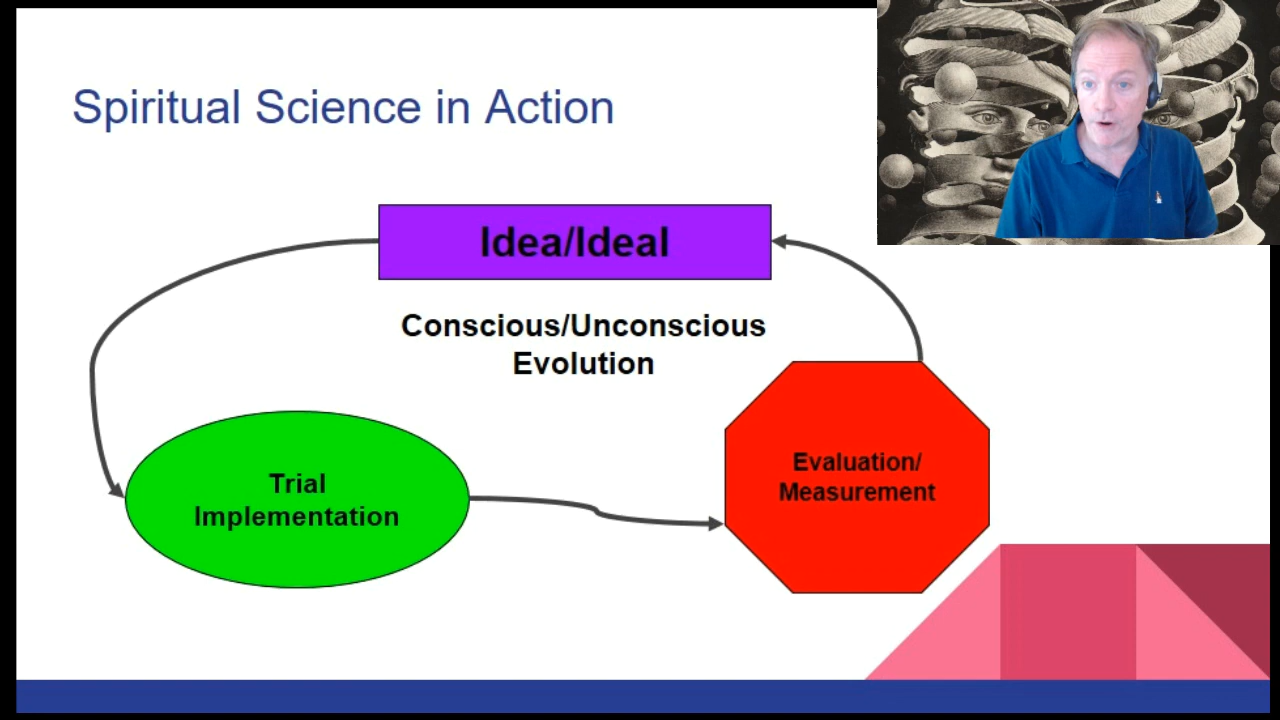 Spiritual Science in Action
Idea/Ideal
Conscious/Unconscious
Evolution
Trial
Implementation
Evaluation/
Measurement